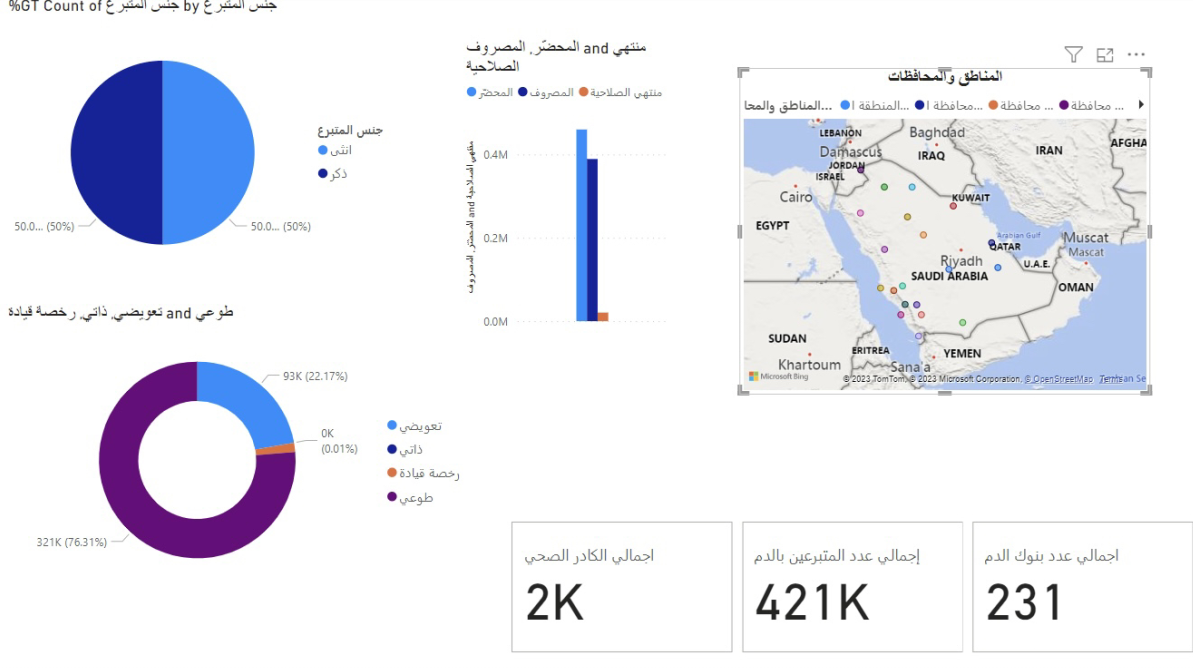 %GT Count of جنس المتبرع by جنس المتبرع
جنس المتبرع
انثى
ذكر
50.0... (50%)
50.0... (50%)
منتهي and المحضّر, المصروف
الصلاحية
المحضّر المصروف منتهي الصلاحية
منتهي الصلاحية and المحضّر, المصروف
0.4M
0.2M
0.0M
المناطق والمحافظات
المناطق والمحا... المنطقة ا... محافظة ا... محافظة ... محافظة ...
LEBANON
Baghdad
Damascus
IRAQ
IRAN
AFGHA
JORDAN
ISRAEL
Cairo
KUWAIT
EGYPT
Arabian Gulf
QATAR
Muscat
Mascat
Riyadh
U.A.E.
SAUDI ARABIA
OMAN
SUDAN
ERITREA
YEMEN
Khartoum
Sana'a
Microsoft Bing
© 2023 TomTom, © 2023 Microsoft Corporation, © OpenStreetMap Terms
طوعي and تعويضي, ذاتي, رخصة قيادة
93K (22.17%)
0K
(0.01%)
321K (76.31%)
تعويضي
ذاتي
رخصة قيادة
طوعي
اجمالي الكادر الصحي
2K
إجمالي عدد المتبرعين بالدم
421K
اجمالي عدد بنوك الدم
231